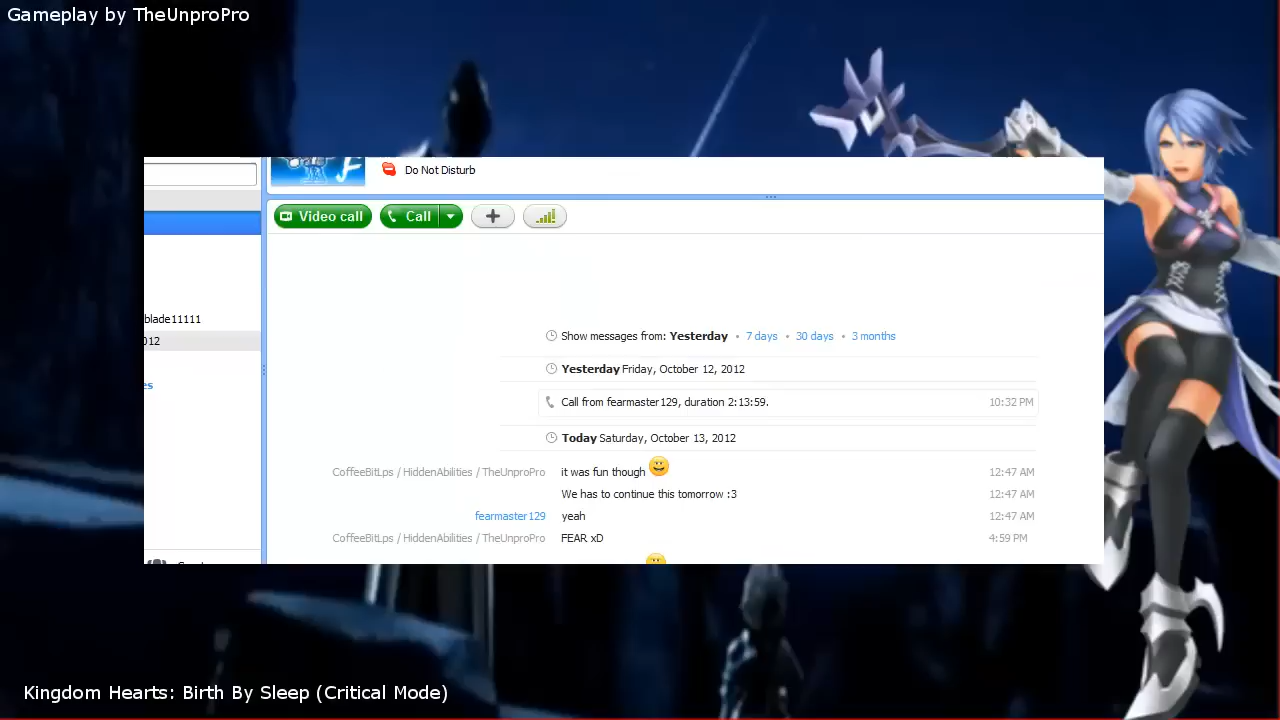 Gameplay by TheUnproPro
Do Not Disturb
Video call
Call
blade11111
012
es
Show messages from: Yesterday • 7 days • 30 days • 3 months
Yesterday Friday, October 12, 2012
Call from fearmaster129, duration 2:13:59. 10:32 PM
Today Saturday, October 13, 2012
CoffeeBitLps / HiddenAbilities / TheUnproPro it was fun though 12:47 AM
We has to continue this tomorrow :3 12:47 AM
fearmaster129 yeah 12:47 AM
CoffeeBitLps / HiddenAbilities / TheUnproPro FEAR xD 4:59 PM
Kingdom Hearts: Birth By Sleep (Critical Mode)